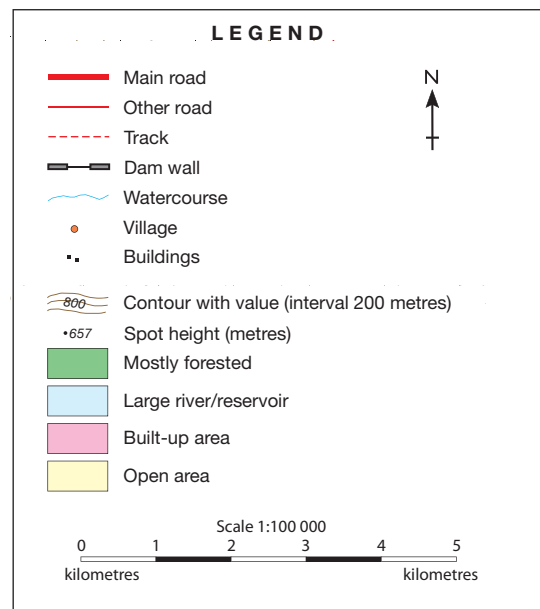 LEGEND
N
Main road
Other road
Track
Dam wall
Watercourse
Village
Buildings
800 Contour with value (interval 200 metres)
•657 Spot height (metres)
Mostly forested
Large river/reservoir
Built-up area
Open area
Scale 1:100 000
0 1 2 3 4 5
kilometres kilometres